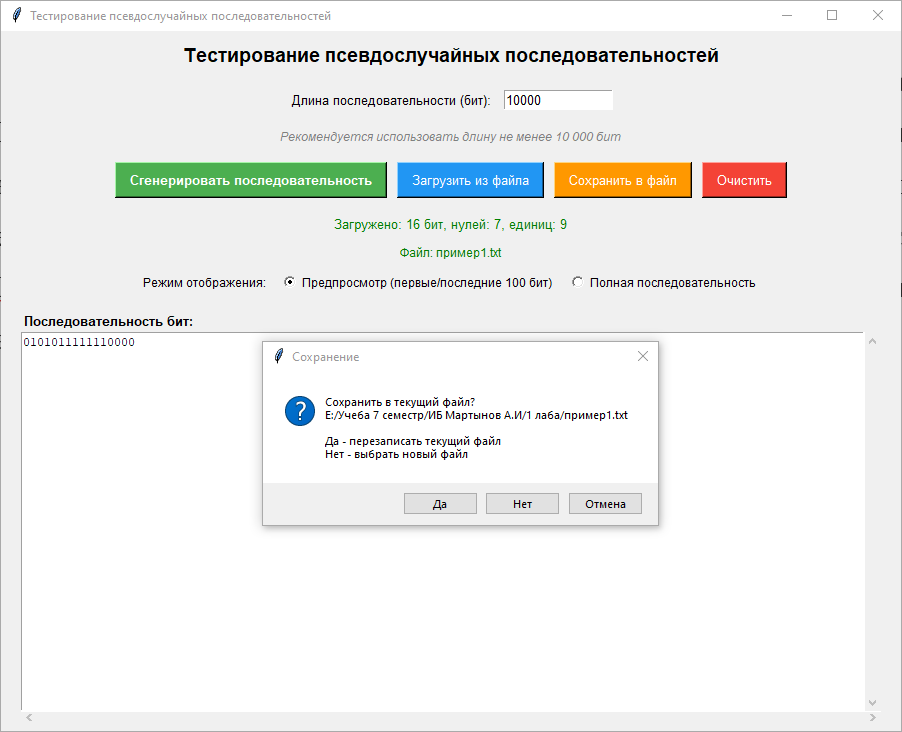 Тестирование псевдослучайных последовательностей
Тестирование псевдослучайных последовательностей
Длина последовательности (бит): 10000
Рекомендуется использовать длину не менее 10 000 бит
Сгенерировать последовательность Загрузить из файла Сохранить в файл Очистить
Загружено: 16 бит, нулей: 7, единиц: 9
Файл: пример1.txt
Режим отображения: Предпросмотр (первые/последние 100 бит) Полная последовательность
Последовательность бит:
0101011111110000
Сохранение
Сохранить в текущий файл?
E:/Учеба 7 семестр/ИБ Мартынов А.И/1 лаба/пример1.txt
Да - перезаписать текущий файл
Нет - выбрать новый файл
Да Нет Отмена